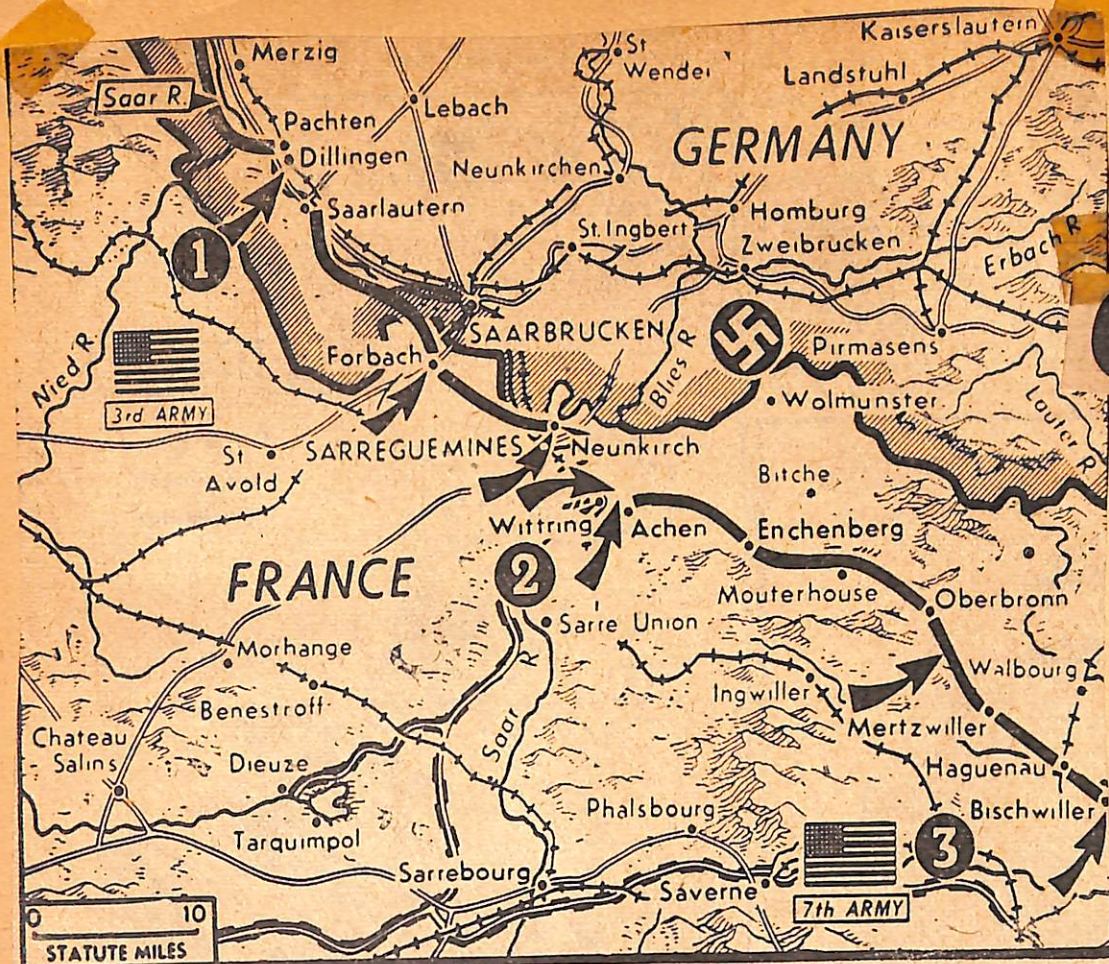 Kaiserslautern
Merzig
St
Wendel
Landstuhl
Saar R.
Lebach
Pachten
GERMANY
Dillingen
Neunkirchen
Saarlautern
Homburg
St. Ingbert
Zweibrucken
1
Erbach R
SAARBRUCKEN
Nied R.
Forbach
Blies R
Pirmasens
3rd ARMY
Wolmunster
Lauter R
SARREGUEMINES
Neunkirch
St
Avold
Bitche
Wittring
Achen
Enchenberg
FRANCE
2
Mouterhouse
Oberbronn
Sarre Union
Morhange
Walbourg
Ingwiller
Benestroff
Saar R
Mertzwiller
Chateau
Salins
Dieuze
Haguenau
Phalsbourg
Bischwiller
Tarquimpol
3
Sarrebourg
Saverne
7th ARMY
0 10
STATUTE MILES